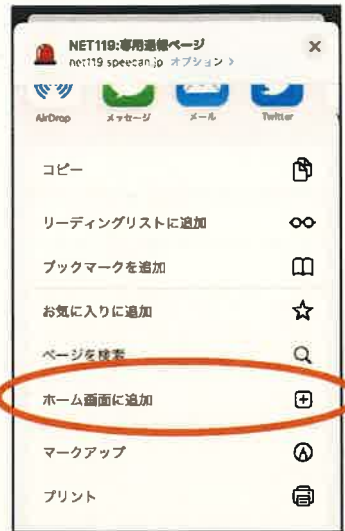 NET119:専用通報ページ
net119.speecan.jp オプション >
AirDrop メッセージ メール Twitter
コピー
リーディングリストに追加
ブックマークを追加
お気に入りに追加
ページを検索
ホーム画面に追加
マークアップ
プリント